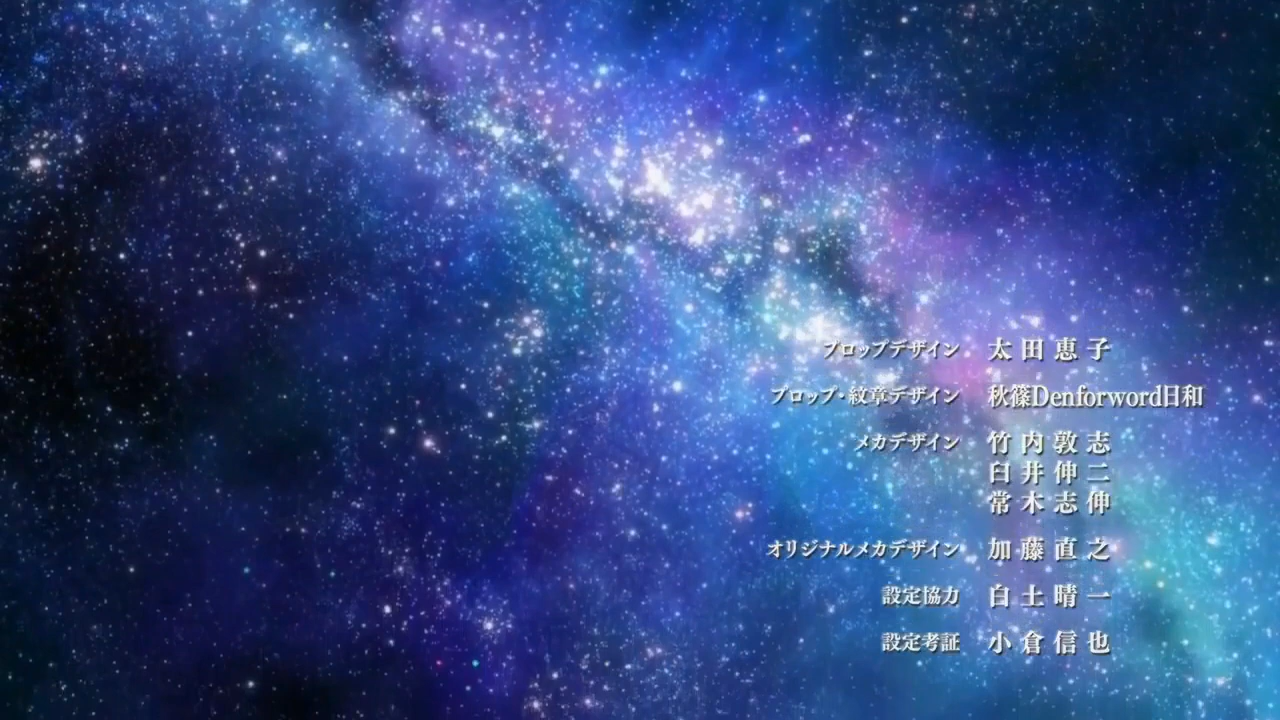 プロップデザイン 太田恵子
プロップ・紋章デザイン 秋篠Denforword日和
メカデザイン 竹内敦志
臼井伸二
常木志伸
オリジナルメカデザイン 加藤直之
設定協力 白土晴一
設定考証 小倉信也